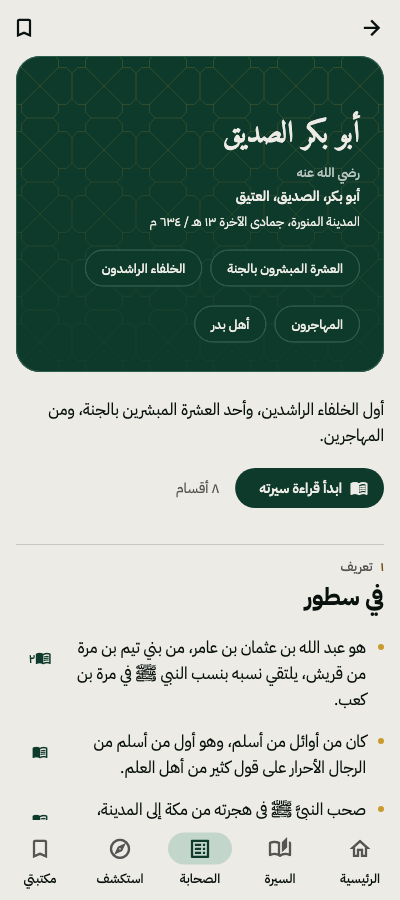 أبو بكر الصديق
رضي الله عنه
أبو بكر، الصديق، العتيق
المدينة المنورة، جمادى الآخرة ١٣ هـ / ٦٣٤ م
العشرة المبشرون بالجنة
الخلفاء الراشدون
المهاجرون
أهل بدر
أول الخلفاء الراشدين، وأحد العشرة المبشرين بالجنة، ومن
المهاجرين.
ابدأ قراءة سيرته
٨ أقسام
١ تعريف
في سطور
هو عبد الله بن عثمان بن عامر، من بني تيم بن مرة
من قريش، يلتقي نسبه بنسب النبي ﷺ في مرة بن
كعب.
٢
كان من أوائل من أسلم، وهو أول من أسلم من
الرجال الأحرار على قول كثير من أهل العلم.
صحب النبيَّ ﷺ في هجرته من مكة إلى المدينة،
الرئيسية
السيرة
الصحابة
استكشف
مكتبتي